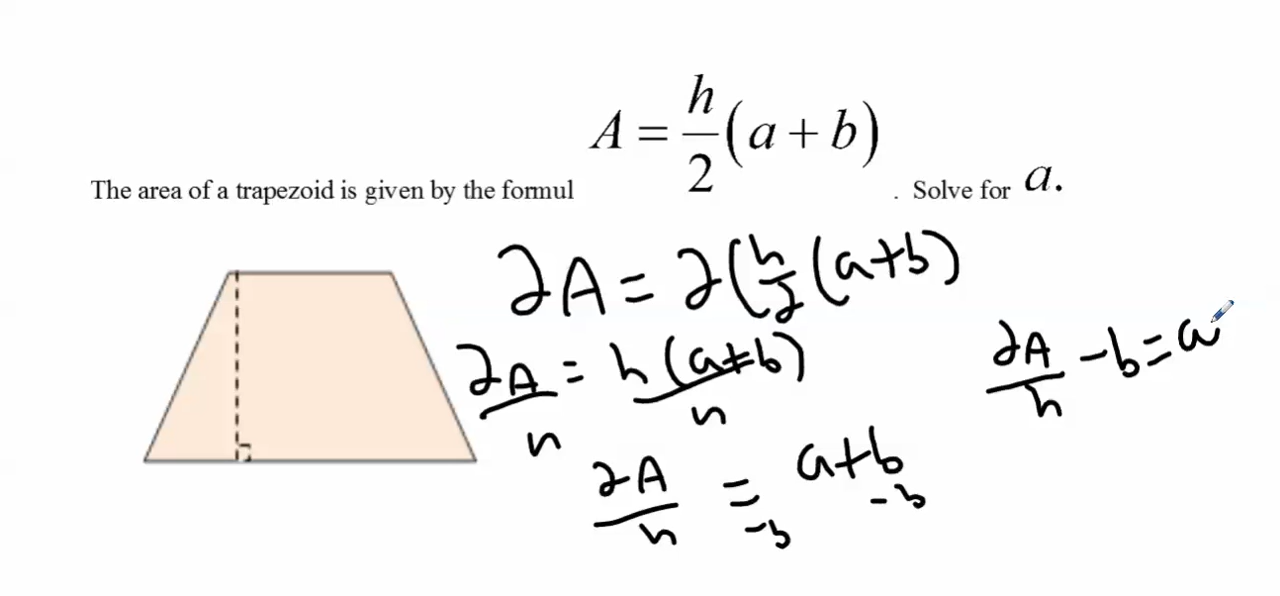 A = h/2 (a + b)
The area of a trapezoid is given by the formul . Solve for a.
2A = 2(h/2 (a+b)
2A/h = h(a+b)/h
2A/h - b = a
2A/h = a+b
-b -b